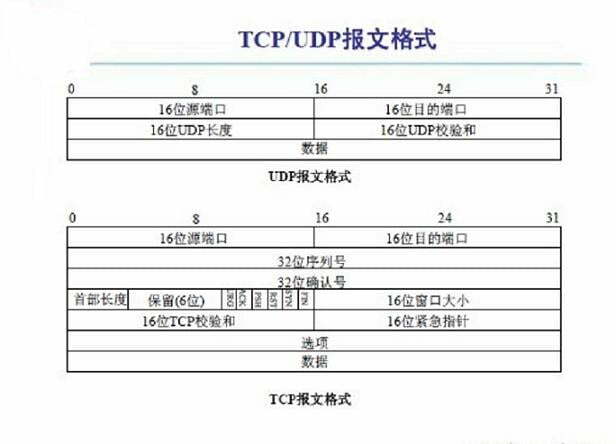 TCP/UDP报文格式
0 8 16 24 31
16位源端口 16位目的端口
16位UDP长度 16位UDP校验和
数据
UDP报文格式
0 8 16 24 31
16位源端口 16位目的端口
32位序列号
32位确认号
首部长度 保留(6位) URG ACK PSH RST SYN FIN 16位窗口大小
16位TCP校验和 16位紧急指针
选项
数据
TCP报文格式